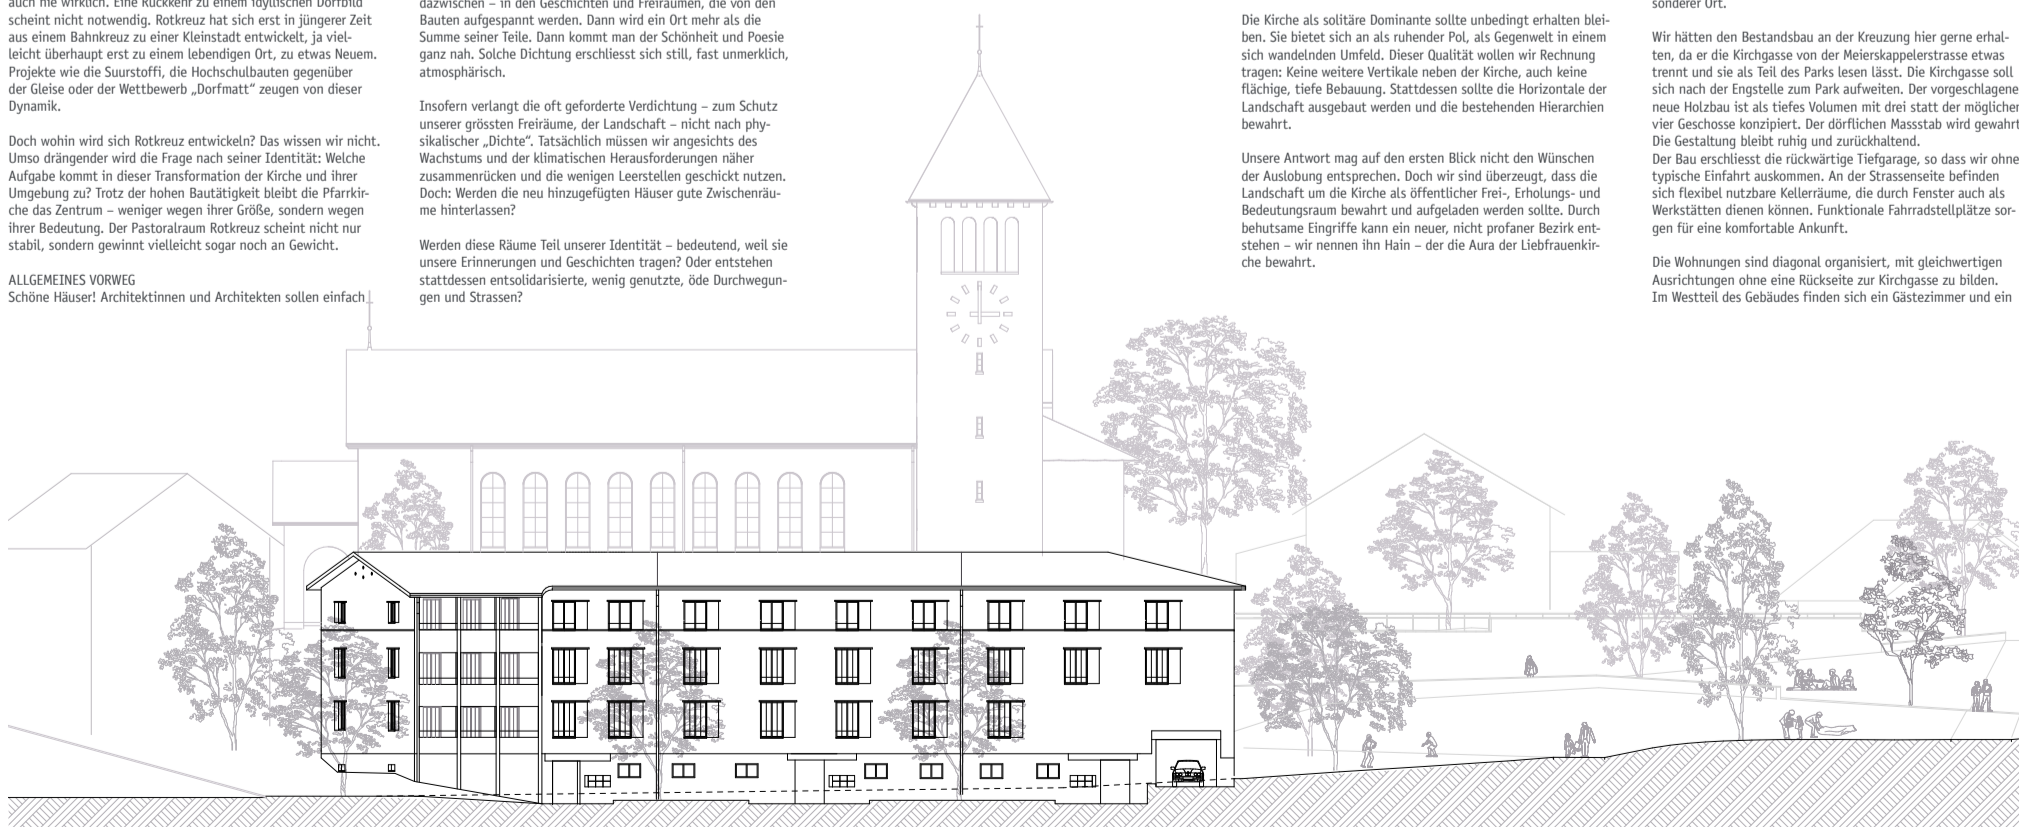 auch nie wirklich. Eine Rückkehr zu einem idyllischen Dorfbild
scheint nicht notwendig. Rotkreuz hat sich erst in jüngerer Zeit
aus einem Bahnkreuz zu einer Kleinstadt entwickelt, ja viel-
leicht überhaupt erst zu einem lebendigen Ort, zu etwas Neuem.
Projekte wie die Suurstoffi, die Hochschulbauten gegenüber
der Gleise oder der Wettbewerb „Dorfmatt“ zeugen von dieser
Dynamik.
Doch wohin wird sich Rotkreuz entwickeln? Das wissen wir nicht.
Umso drängender wird die Frage nach seiner Identität: Welche
Aufgabe kommt in dieser Transformation der Kirche und ihrer
Umgebung zu? Trotz der hohen Bautätigkeit bleibt die Pfarrkir-
che das Zentrum – weniger wegen ihrer Größe, sondern wegen
ihrer Bedeutung. Der Pastoralraum Rotkreuz scheint nicht nur
stabil, sondern gewinnt vielleicht sogar noch an Gewicht.
ALLGEMEINES VORWEG
Schöne Häuser! Architektinnen und Architekten sollen einfach
dazwischen – in den Geschichten und Freiräumen, die von den
Bauten aufgespannt werden. Dann wird ein Ort mehr als die
Summe seiner Teile. Dann kommt man der Schönheit und Poesie
ganz nah. Solche Dichtung erschliesst sich still, fast unmerklich,
atmosphärisch.
Insofern verlangt die oft geforderte Verdichtung – zum Schutz
unserer grössten Freiräume, der Landschaft – nicht nach phy-
sikalischer „Dichte“. Tatsächlich müssen wir angesichts des
Wachstums und der klimatischen Herausforderungen näher
zusammenrücken und die wenigen Leerstellen geschickt nutzen.
Doch: Werden die neu hinzugefügten Häuser gute Zwischenräu-
me hinterlassen?
Werden diese Räume Teil unserer Identität – bedeutend, weil sie
unsere Erinnerungen und Geschichten tragen? Oder entstehen
stattdessen entsolidarisierte, wenig genutzte, öde Durchwegun-
gen und Strassen?
Die Kirche als solitäre Dominante sollte unbedingt erhalten blei-
ben. Sie bietet sich an als ruhender Pol, als Gegenwelt in einem
sich wandelnden Umfeld. Dieser Qualität wollen wir Rechnung
tragen: Keine weitere Vertikale neben der Kirche, auch keine
flächige, tiefe Bebauung. Stattdessen sollte die Horizontale der
Landschaft ausgebaut werden und die bestehenden Hierarchien
bewahrt.
Unsere Antwort mag auf den ersten Blick nicht den Wünschen
der Auslobung entsprechen. Doch wir sind überzeugt, dass die
Landschaft um die Kirche als öffentlicher Frei-, Erholungs- und
Bedeutungsraum bewahrt und aufgeladen werden sollte. Durch
behutsame Eingriffe kann ein neuer, nicht profaner Bezirk ent-
stehen – wir nennen ihn Hain – der die Aura der Liebfrauenkir-
che bewahrt.
sonderer Ort.
Wir hätten den Bestandsbau an der Kreuzung hier gerne erhal-
ten, da er die Kirchgasse von der Meierskappelerstrasse etwas
trennt und sie als Teil des Parks lesen lässt. Die Kirchgasse soll
sich nach der Engstelle zum Park aufweiten. Der vorgeschlagene
neue Holzbau ist als tiefes Volumen mit drei statt der möglichen
vier Geschosse konzipiert. Der dörflichen Massstab wird gewahrt.
Die Gestaltung bleibt ruhig und zurückhaltend.
Der Bau erschliesst die rückwärtige Tiefgarage, so dass wir ohne
typische Einfahrt auskommen. An der Strassenseite befinden
sich flexibel nutzbare Kellerräume, die durch Fenster auch als
Werkstätten dienen können. Funktionale Fahrradstellplätze sor-
gen für eine komfortable Ankunft.
Die Wohnungen sind diagonal organisiert, mit gleichwertigen
Ausrichtungen ohne eine Rückseite zur Kirchgasse zu bilden.
Im Westteil des Gebäudes finden sich ein Gästezimmer und ein